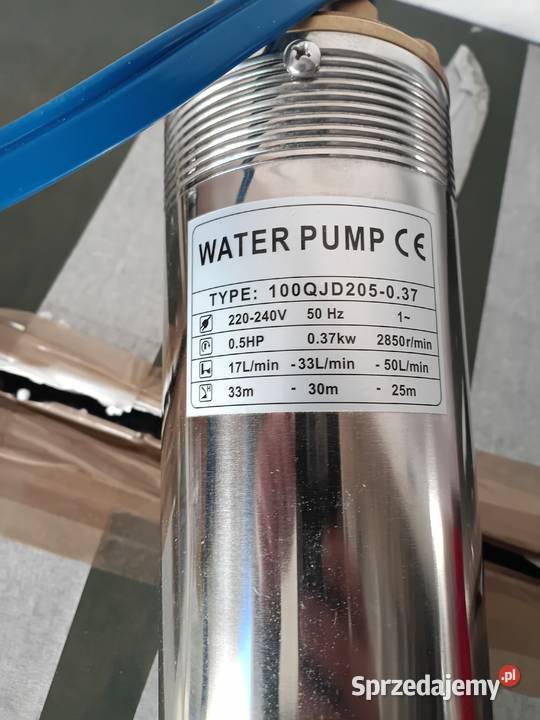 WATER PUMP CE
TYPE: 100QJD205-0.37
220-240V 50 Hz 1~
0.5HP 0.37kw 2850r/min
17L/min - 33L/min - 50L/min
33m - 30m - 25m
Sprzedajemy.pl